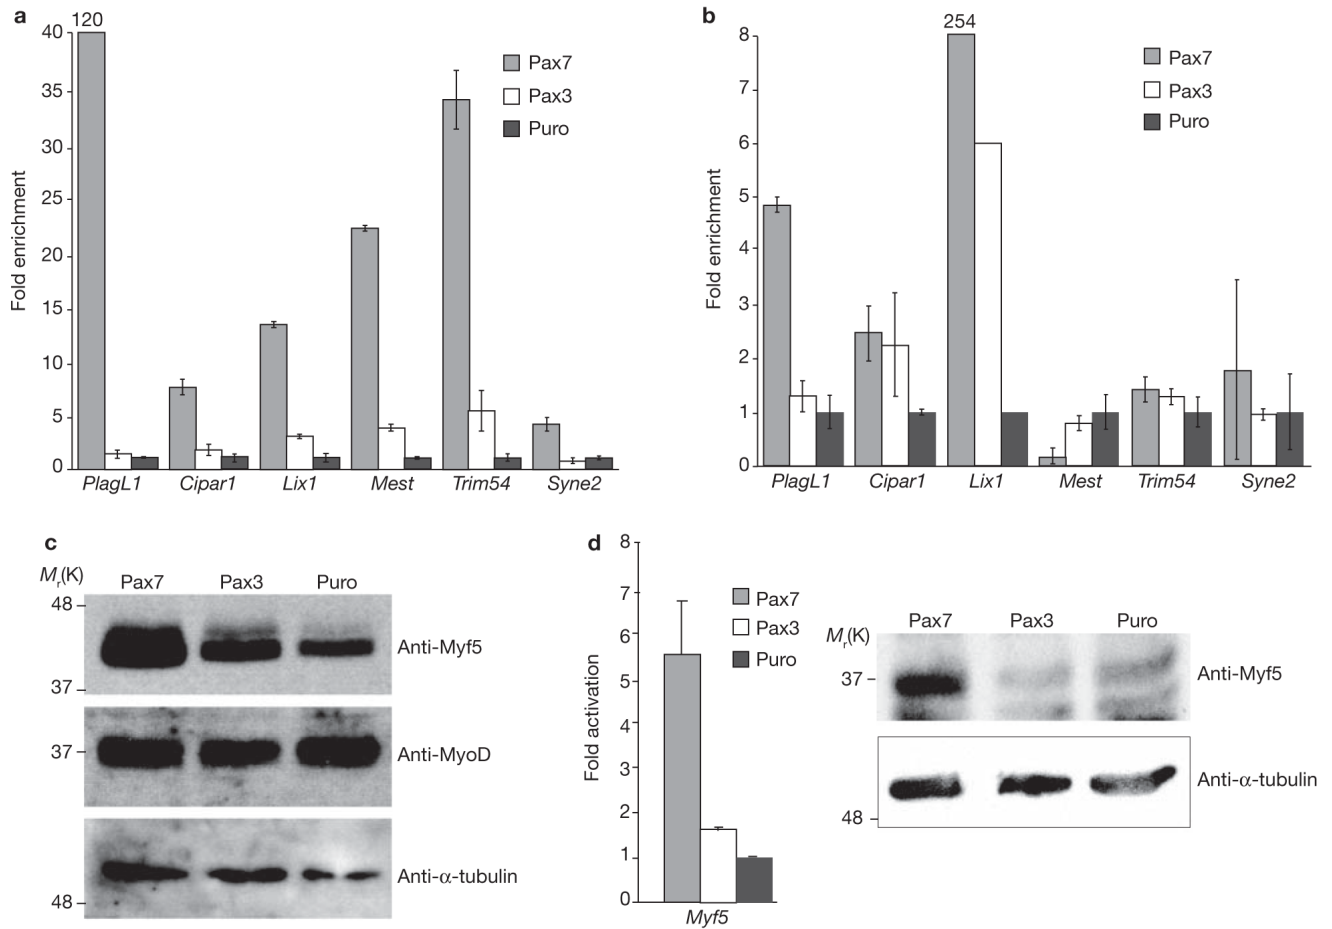 a
120
Fold enrichment
40
35
30
25
20
15
10
5
0
Pax7
Pax3
Puro
PlagL1 Cipar1 Lix1 Mest Trim54 Syne2
b
254
Fold enrichment
8
7
6
5
4
3
2
1
0
Pax7
Pax3
Puro
PlagL1 Cipar1 Lix1 Mest Trim54 Syne2
c
Mr(K) Pax7 Pax3 Puro
48
Anti-Myf5
37
37 Anti-MyoD
Anti-α-tubulin
48
d
Fold activation
8
7
6
5
4
3
2
1
0
Pax7
Pax3
Puro
Myf5
Pax7 Pax3 Puro
Mr(K)
37 Anti-Myf5
Anti-α-tubulin
48